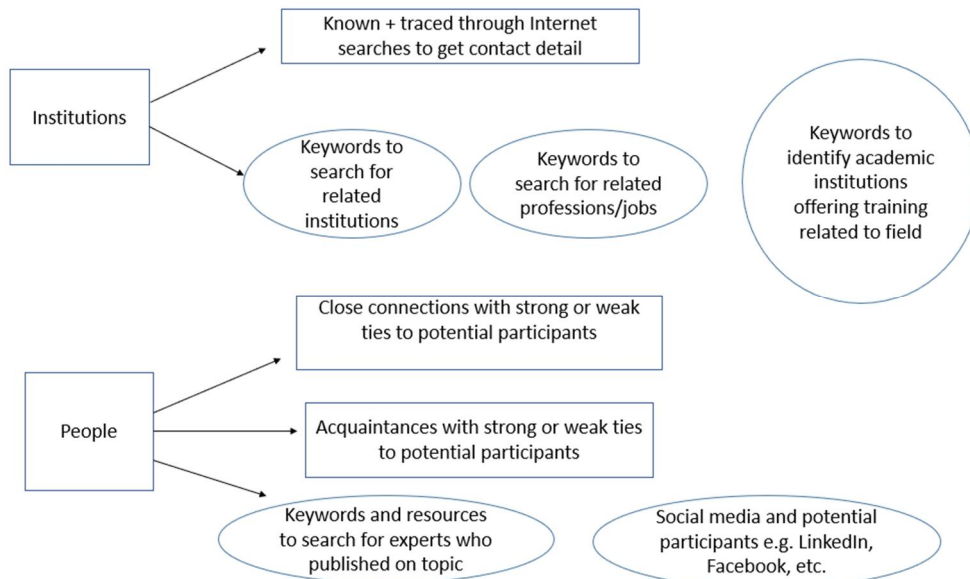 Known + traced through Internet
searches to get contact detail
Institutions
Keywords to
search for
related
institutions
Keywords to
search for related
professions/jobs
Keywords to
identify academic
institutions
offering training
related to field
Close connections with strong or weak
ties to potential participants
People
Acquaintances with strong or weak ties
to potential participants
Keywords and resources
to search for experts who
published on topic
Social media and potential
participants e.g. LinkedIn,
Facebook, etc.